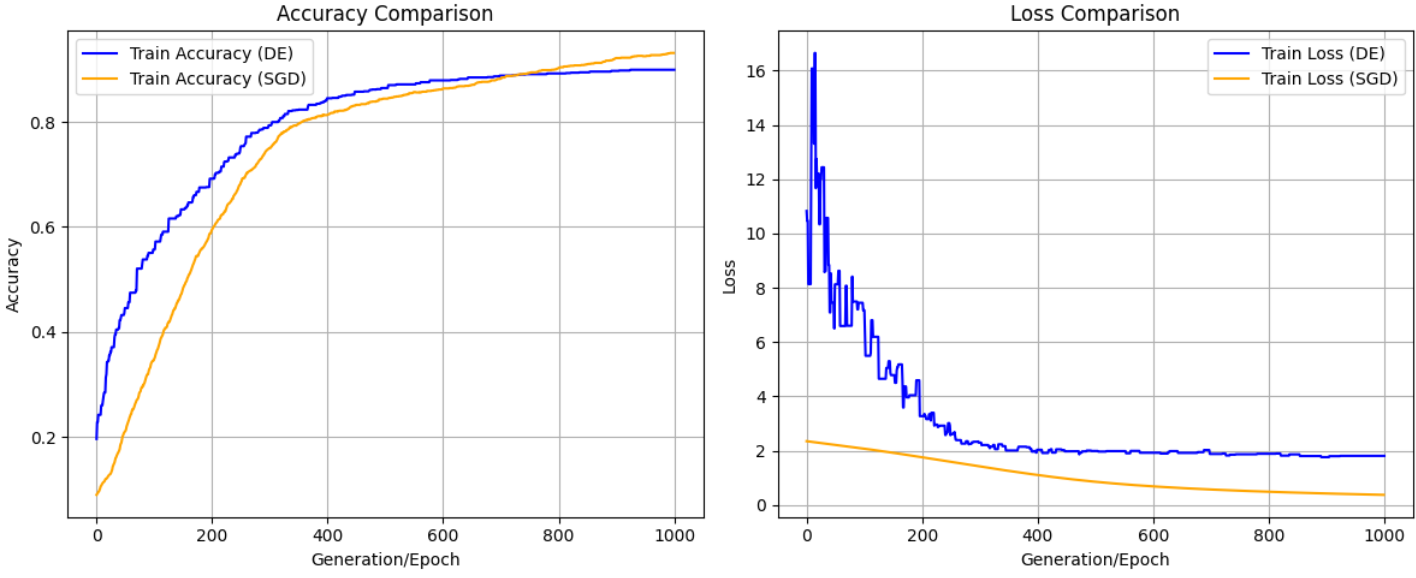 Accuracy Comparison
Train Accuracy (DE)
Train Accuracy (SGD)
Accuracy
0.8
0.6
0.4
0.2
0 200 400 600 800 1000
Generation/Epoch
Loss Comparison
Train Loss (DE)
Train Loss (SGD)
Loss
16
14
12
10
8
6
4
2
0
0 200 400 600 800 1000
Generation/Epoch